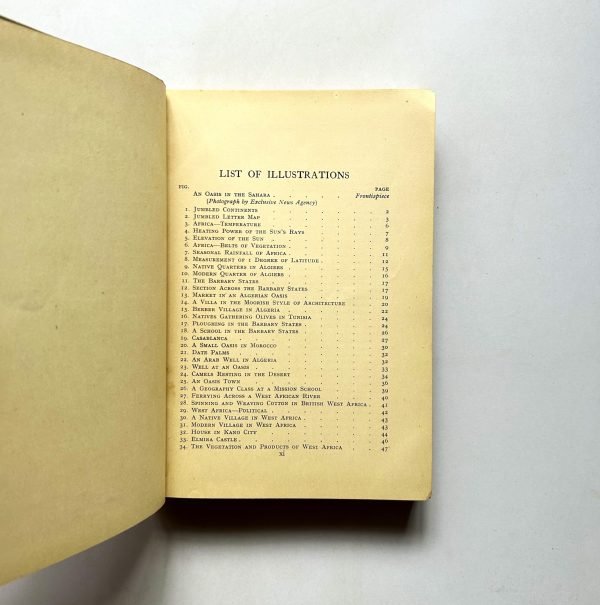 LIST OF ILLUSTRATIONS
FIG. PAGE
An Oasis in the Sahara . . . . . Frontispiece
(Photograph by Exclusive News Agency)
1. Jumbled Continents . . . . . 2
2. Jumbled Letter Map . . . . . 3
3. Africa—Temperature . . . . . 6
4. Heating Power of the Sun's Rays . . . . . 7
5. Elevation of the Sun . . . . . 8
6. Africa—Belts of Vegetation . . . . . 9
7. Seasonal Rainfall of Africa . . . . . 11
8. Measurement of 1 Degree of Latitude . . . . . 12
9. Native Quarters in Algiers . . . . . 15
10. Modern Quarter of Algiers . . . . . 16
11. The Barbary States . . . . . 17
12. Section Across the Barbary States . . . . . 17
13. Market in an Algerian Oasis . . . . . 19
14. A Villa in the Moorish Style of Architecture . . . . . 20
15. Berber Village in Algeria . . . . . 22
16. Natives Gathering Olives in Tunisia . . . . . 24
17. Ploughing in the Barbary States . . . . . 24
18. A School in the Barbary States . . . . . 26
19. Casablanca . . . . . 27
20. A Small Oasis in Morocco . . . . . 30
21. Date Palms . . . . . 32
22. An Arab Well in Algeria . . . . . 32
23. Well at an Oasis . . . . . 33
24. Camels Resting in the Desert . . . . . 34
25. An Oasis Town . . . . . 36
26. A Geography Class at a Mission School . . . . . 39
27. Ferrying Across a West African River . . . . . 40
28. Spinning and Weaving Cotton in British West Africa . 41
29. West Africa—Political . . . . . 42
30. A Native Village in West Africa . . . . . 43
31. Modern Village in West Africa . . . . . 43
32. House in Kano City . . . . . 44
33. Elmira Castle . . . . . 46
34. The Vegetation and Products of West Africa . . . . . 47
xi